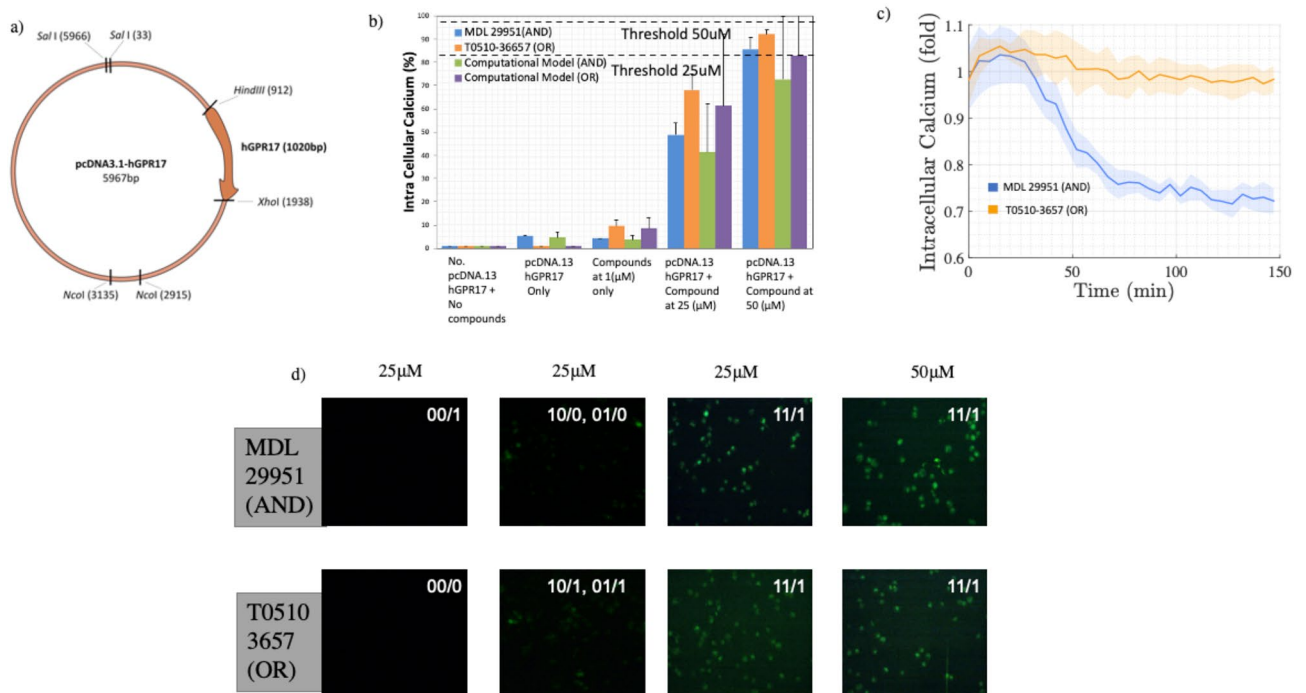 a)
Sal I (5966)
Sal I (33)
HindIII (912)
hGPR17 (1020bp)
pcDNA3.1-hGPR17
5967bp
XhoI (1938)
NcoI (3135)
NcoI (2915)
b)
Intra Cellular Calcium (%)
100
90
80
70
60
50
40
30
20
10
0
MDL 29951(AND)
T0510-36657 (OR)
Computational Model (AND)
Computational Model (OR)
Threshold 50uM
Threshold 25uM
No.
pcDNA.13
hGPR17 +
No
compounds
pcDNA.13
hGPR17
Only
Compounds
at 1(μM)
only
pcDNA.13
hGPR17 +
Compound
at 25 (μM)
pcDNA.13
hGPR17 +
Compound at
50 (μM)
c)
Intracellular Calcium (fold)
1.1
1
0.9
0.8
0.7
0.6
MDL 29951 (AND)
T0510-3657 (OR)
0
50
100
150
Time (min)
d)
25μM
25μM
25μM
50μM
MDL
29951
(AND)
00/1
10/0, 01/0
11/1
11/1
T0510
3657
(OR)
00/0
10/1, 01/1
11/1
11/1